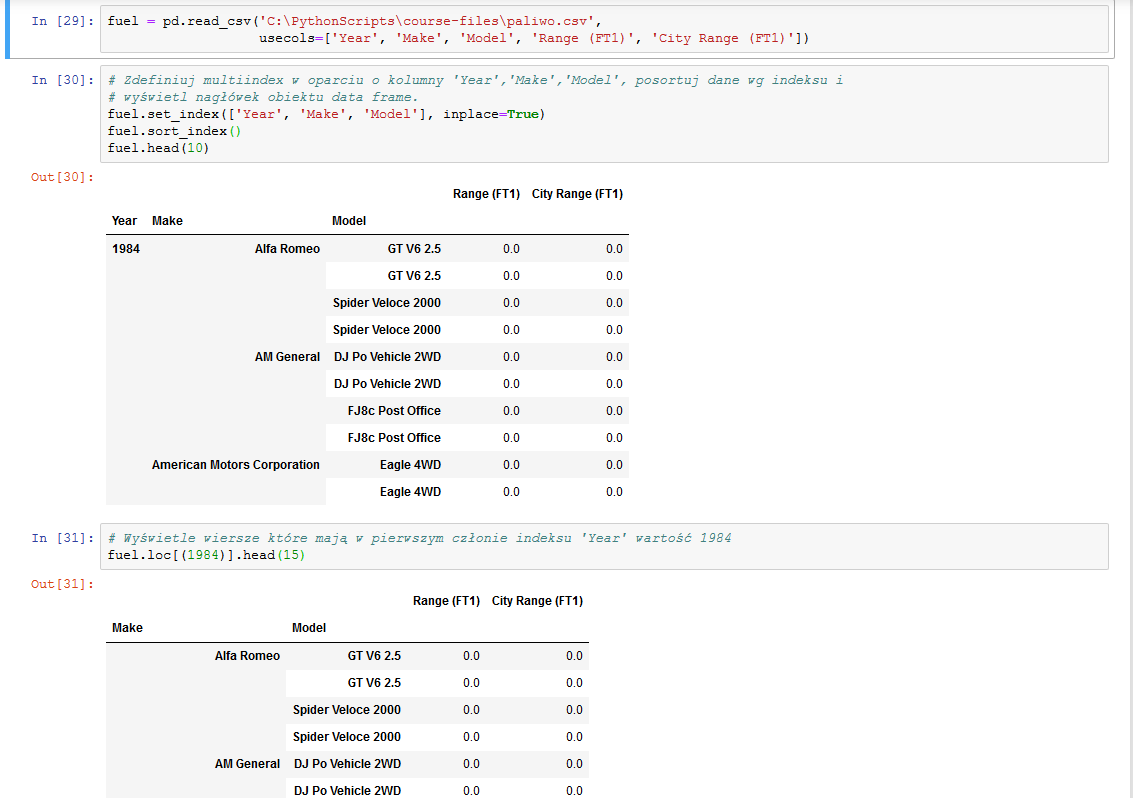 In [29]: fuel = pd.read_csv('C:\PythonScripts\course-files\paliwo.csv',
usecols=['Year', 'Make', 'Model', 'Range (FT1)', 'City Range (FT1)'])
In [30]: # Zdefiniuj multiindex w oparciu o kolumny 'Year','Make','Model', posortuj dane wg indeksu i
# wyświetl nagłówek obiektu data frame.
fuel.set_index(['Year', 'Make', 'Model'], inplace=True)
fuel.sort_index()
fuel.head(10)
Out[30]:
Range (FT1) City Range (FT1)
Year Make Model
1984 Alfa Romeo GT V6 2.5 0.0 0.0
GT V6 2.5 0.0 0.0
Spider Veloce 2000 0.0 0.0
Spider Veloce 2000 0.0 0.0
AM General DJ Po Vehicle 2WD 0.0 0.0
DJ Po Vehicle 2WD 0.0 0.0
FJ8c Post Office 0.0 0.0
FJ8c Post Office 0.0 0.0
American Motors Corporation Eagle 4WD 0.0 0.0
Eagle 4WD 0.0 0.0
In [31]: # Wyświetle wiersze które mają w pierwszym członie indeksu 'Year' wartość 1984
fuel.loc[(1984)].head(15)
Out[31]:
Range (FT1) City Range (FT1)
Make Model
Alfa Romeo GT V6 2.5 0.0 0.0
GT V6 2.5 0.0 0.0
Spider Veloce 2000 0.0 0.0
Spider Veloce 2000 0.0 0.0
AM General DJ Po Vehicle 2WD 0.0 0.0
DJ Po Vehicle 2WD 0.0 0.0